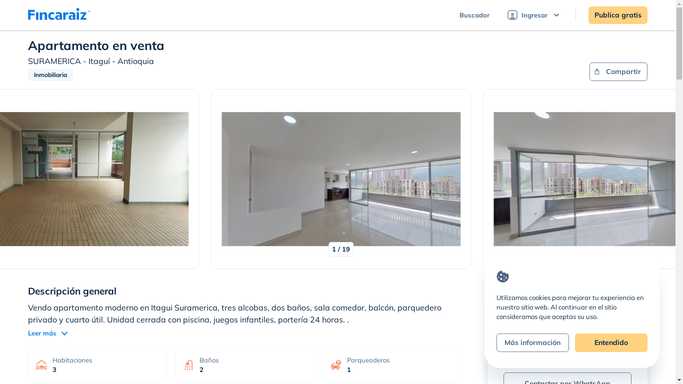 Fincaraiz
Buscador
Ingresar
Publica gratis
Apartamento en venta
SURAMERICA - Itaguí - Antioquia
Inmobiliaria
Compartir
1 / 19
Descripción general
Vendo apartamento moderno en Itagui Suramerica, tres alcobas, dos baños, sala comedor, balcón, parquedero
privado y cuarto útil. Unidad cerrada con piscina, juegos infantiles, portería 24 horas. .
Leer más
Habitaciones
3
Baños
2
Parqueaderos
1
Utilizamos cookies para mejorar tu experiencia en
nuestro sitio web. Al continuar en el sitio
consideramos que aceptas su uso.
Más información
Entendido
Contactar por WhatsApp